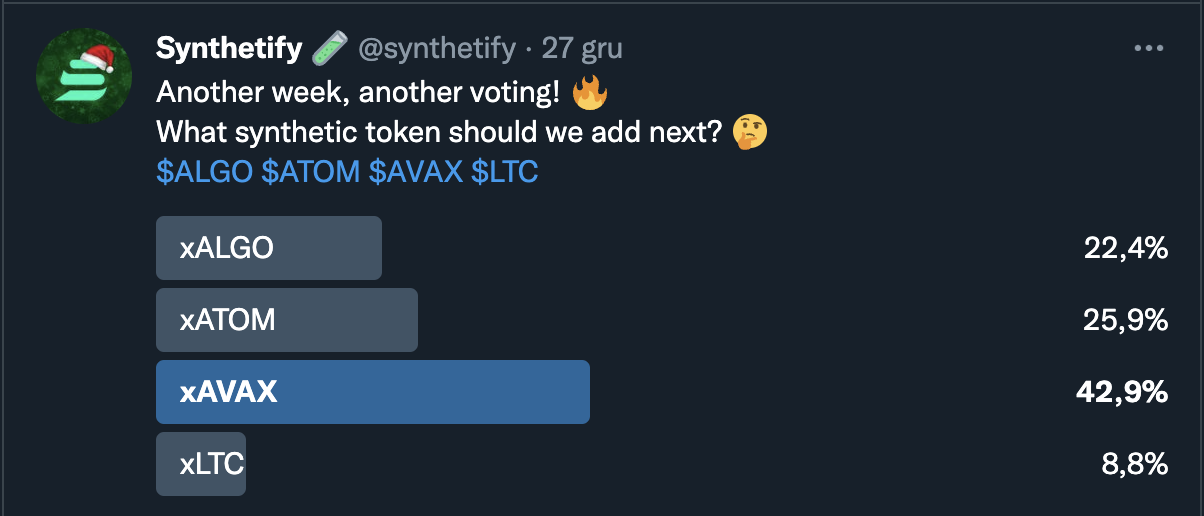 Synthetify 🧪 @synthetify · 27 gru
Another week, another voting! 🔥
What synthetic token should we add next? 🤔
$ALGO $ATOM $AVAX $LTC
xALGO 22,4%
xATOM 25,9%
xAVAX 42,9%
xLTC 8,8%